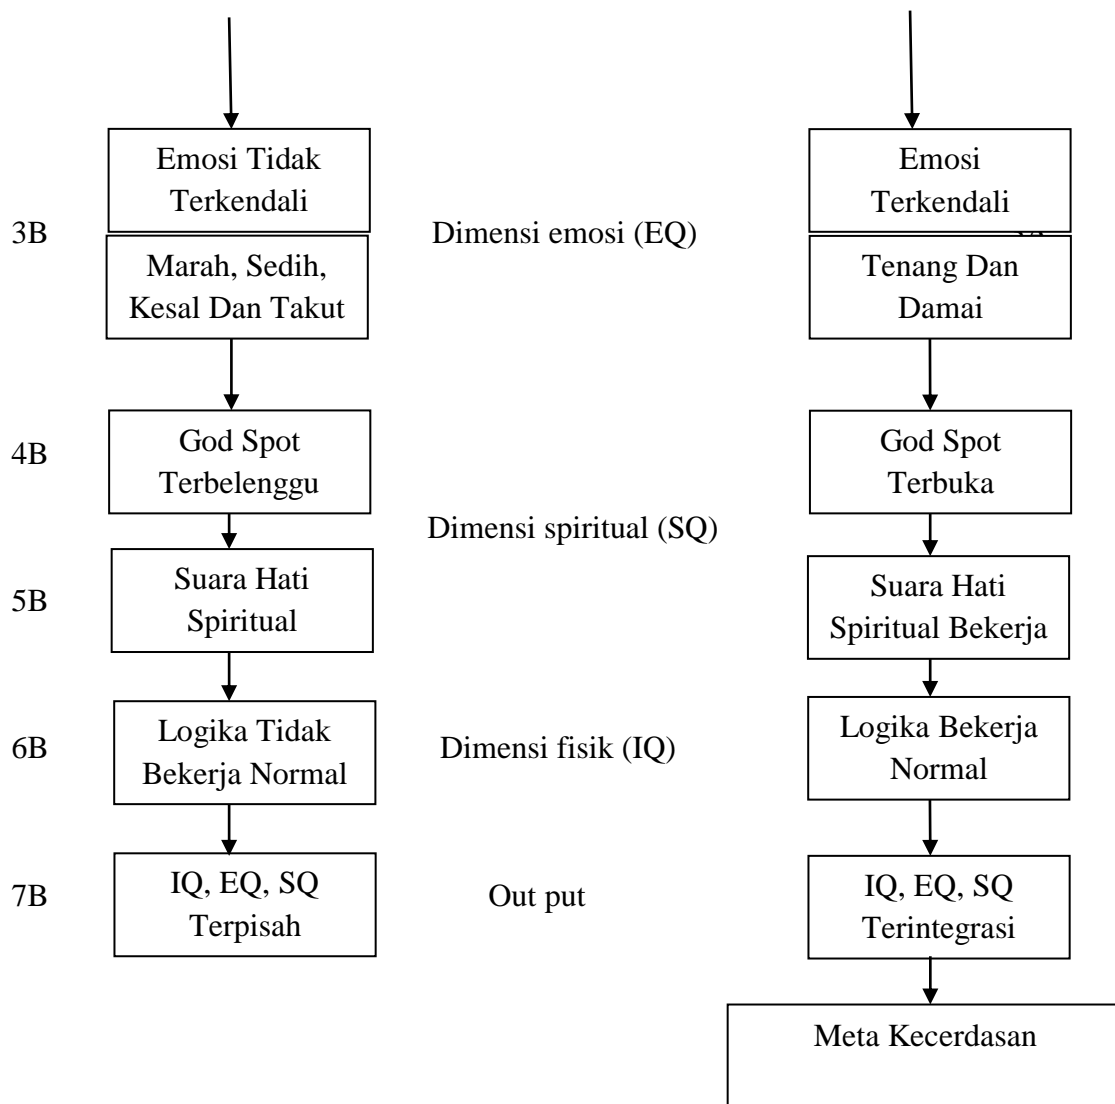 Emosi Tidak
Terkendali
Emosi
Terkendali
3B
Dimensi emosi (EQ)
Marah, Sedih,
Kesal Dan Takut
Tenang Dan
Damai
4B
God Spot
Terbelenggu
God Spot
Terbuka
Dimensi spiritual (SQ)
5B
Suara Hati
Spiritual
Suara Hati
Spiritual Bekerja
6B
Logika Tidak
Bekerja Normal
Dimensi fisik (IQ)
Logika Bekerja
Normal
7B
IQ, EQ, SQ
Terpisah
Out put
IQ, EQ, SQ
Terintegrasi
Meta Kecerdasan